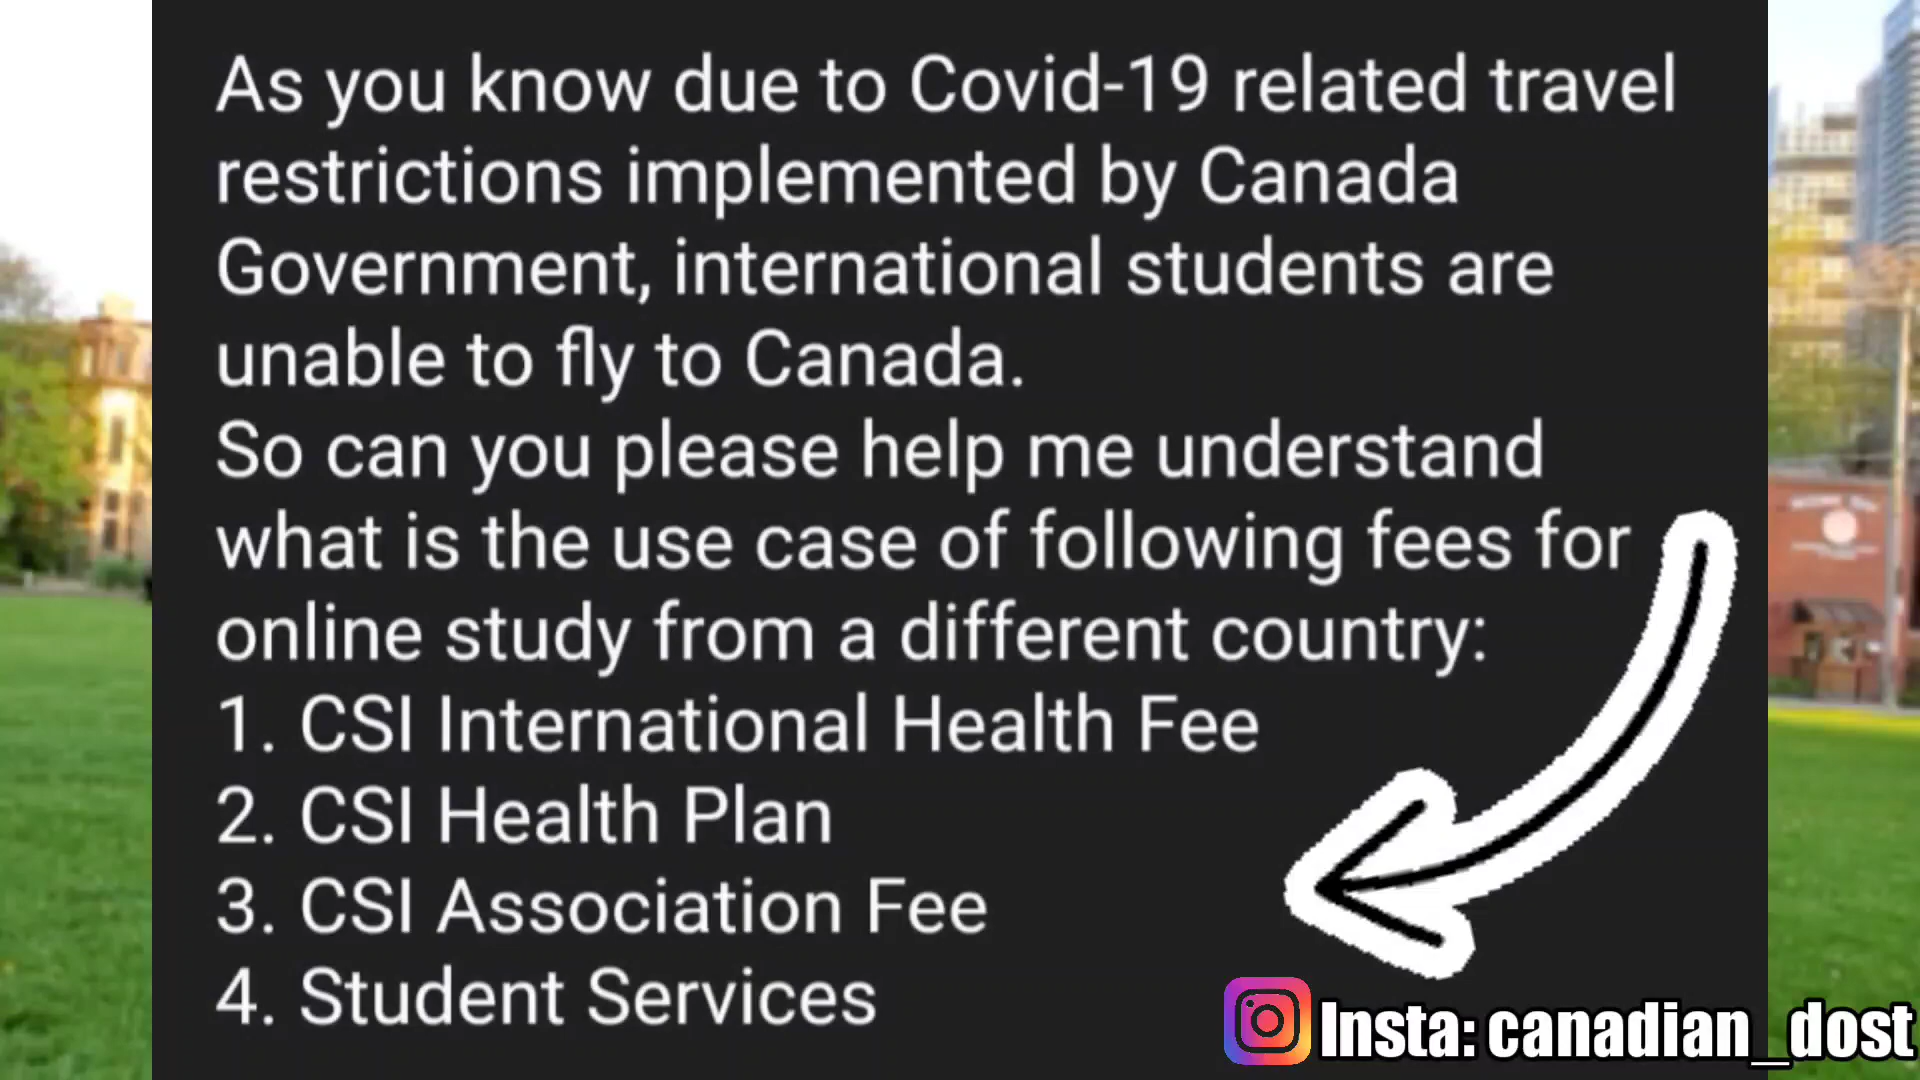 As you know due to Covid-19 related travel
restrictions implemented by Canada
Government, international students are
unable to fly to Canada.
So can you please help me understand
what is the use case of following fees for
online study from a different country:
1. CSI International Health Fee
2. CSI Health Plan
3. CSI Association Fee
4. Student Services
Insta: canadian_dost